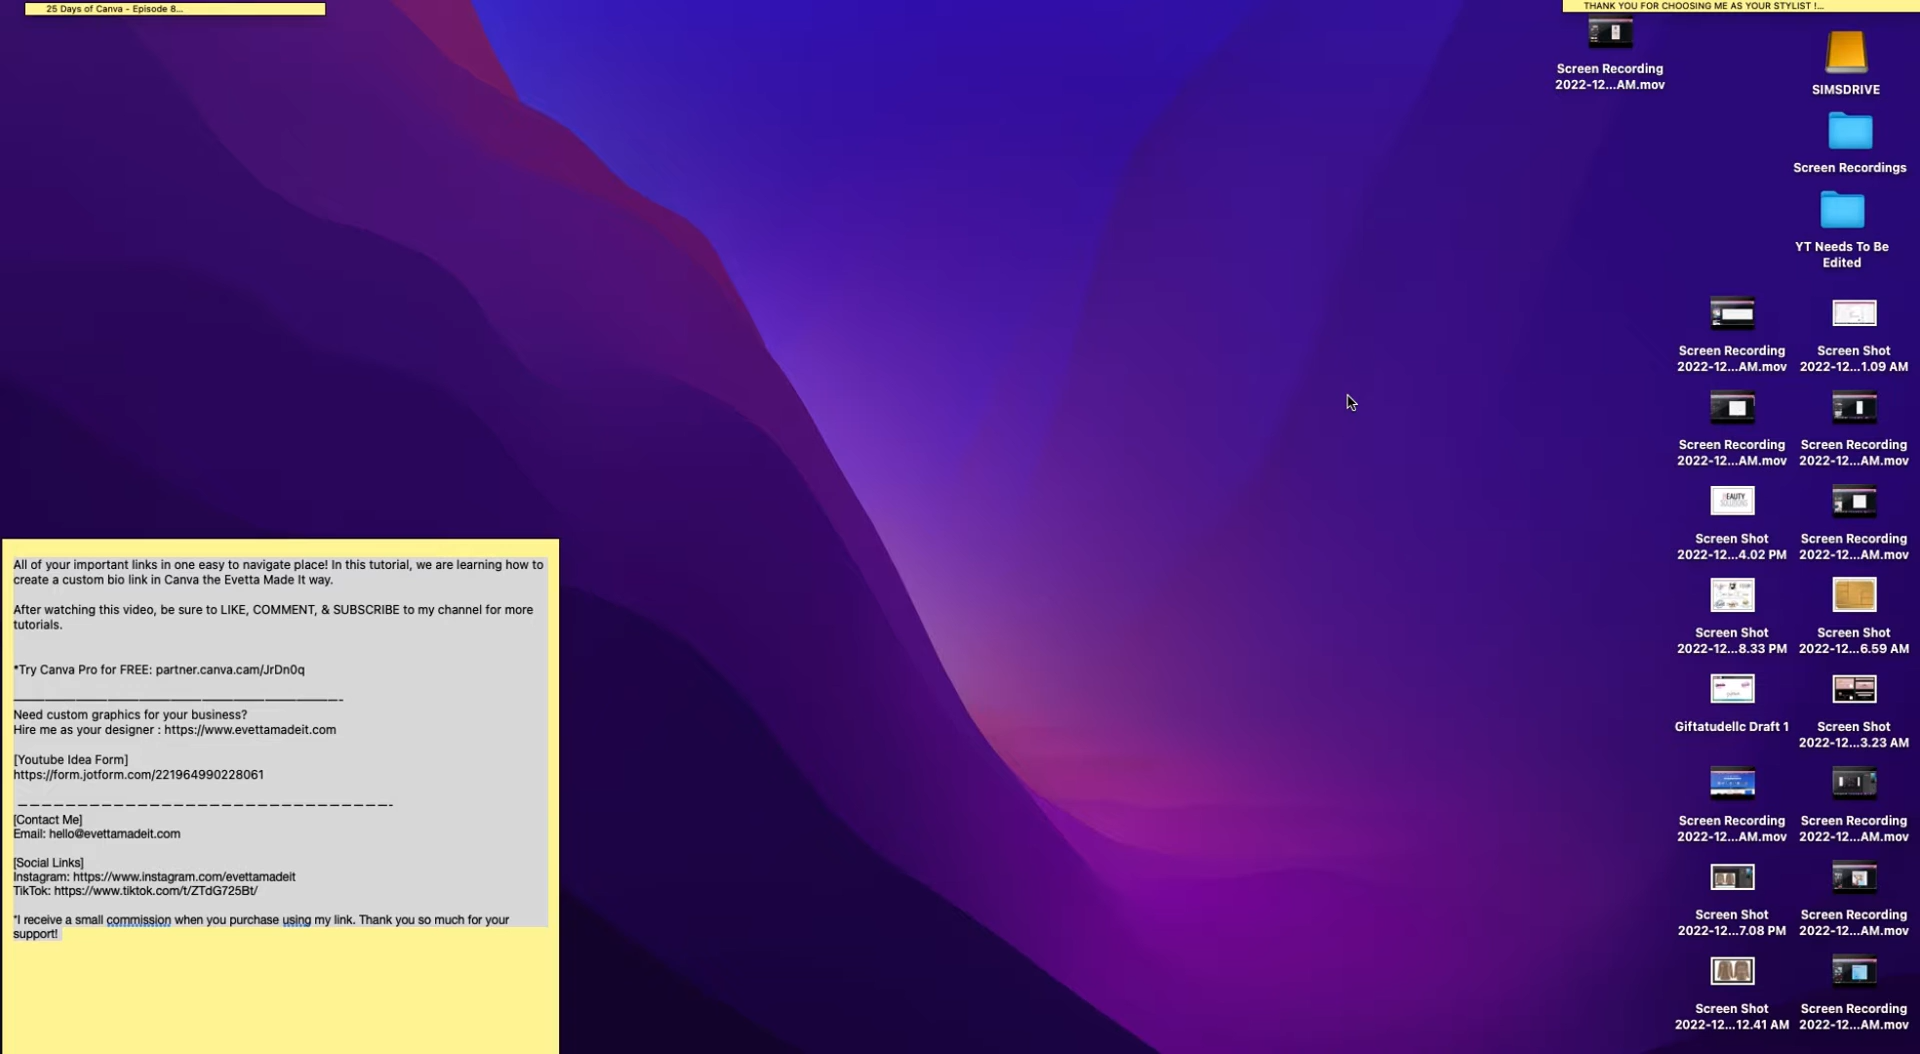 25 Days of Canva - Episode 8...
THANK YOU FOR CHOOSING ME AS YOUR STYLIST !...
Screen Recording
2022-12...AM.mov
SIMSDRIVE
Screen Recordings
YT Needs To Be
Edited
Screen Recording
2022-12...AM.mov
Screen Shot
2022-12...1.09 AM
Screen Recording
2022-12...AM.mov
Screen Recording
2022-12...AM.mov
Screen Shot
2022-12...4.02 PM
Screen Recording
2022-12...AM.mov
Screen Shot
2022-12...8.33 PM
Screen Shot
2022-12...6.59 AM
Giftatudellc Draft 1
Screen Shot
2022-12...3.23 AM
Screen Recording
2022-12...AM.mov
Screen Recording
2022-12...AM.mov
Screen Shot
2022-12...7.08 PM
Screen Recording
2022-12...AM.mov
Screen Shot
2022-12...12.41 AM
Screen Recording
2022-12...AM.mov
All of your important links in one easy to navigate place! In this tutorial, we are learning how to
create a custom bio link in Canva the Evetta Made It way.
After watching this video, be sure to LIKE, COMMENT, & SUBSCRIBE to my channel for more
tutorials.
*Try Canva Pro for FREE: partner.canva.cam/JrDn0q
Need custom graphics for your business?
Hire me as your designer : https://www.evettamadeit.com
[Youtube Idea Form]
https://form.jotform.com/221964990228061
[Contact Me]
Email: hello@evettamadeit.com
[Social Links]
Instagram: https://www.instagram.com/evettamadeit
TikTok: https://www.tiktok.com/t/ZTdG725Bt/
*I receive a small commission when you purchase using my link. Thank you so much for your
support!